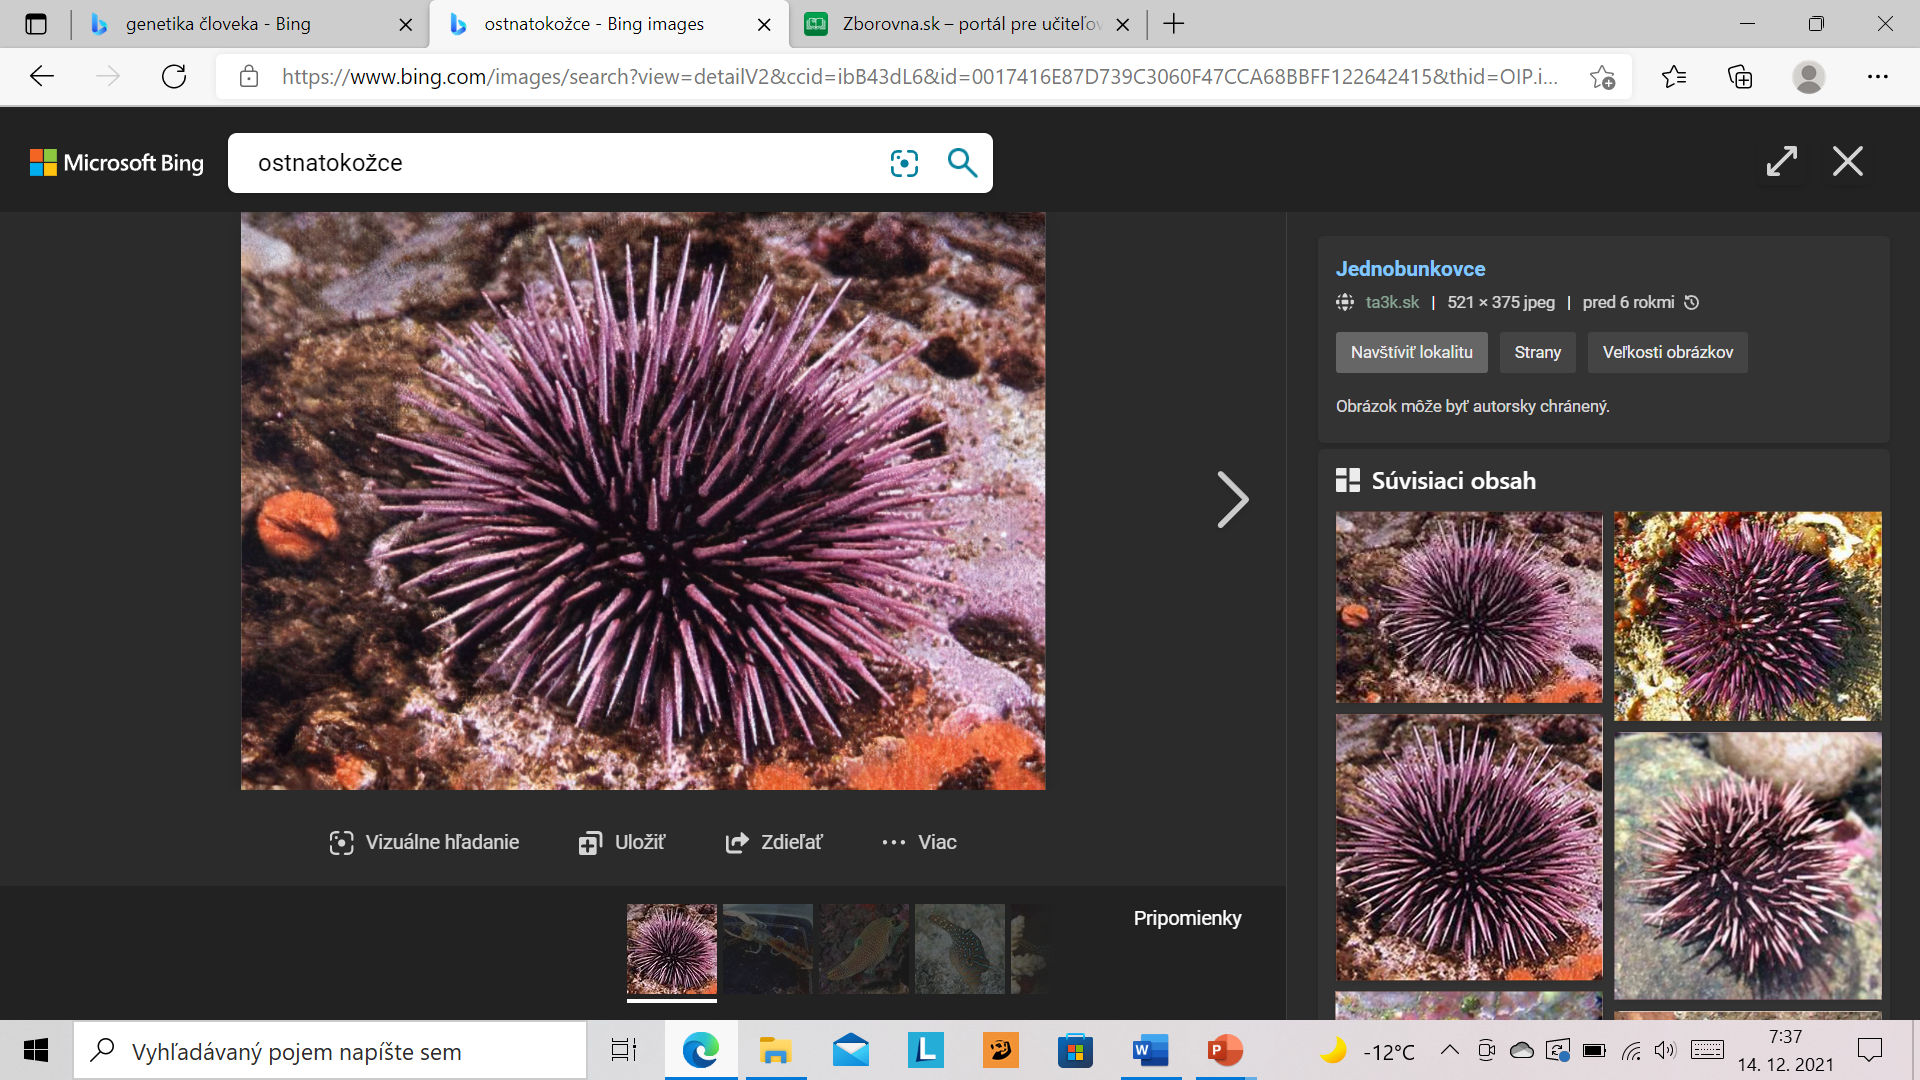 genetika človeka - Bing
ostnatokožce - Bing images
Zborovna.sk – portál pre učiteľov
https://www.bing.com/images/search?view=detailV2&ccid=ibB43dL6&id=0017416E87D739C3060F47CCA68BBFF122642415&thid=OIP.i...
Microsoft Bing
ostnatokožce
Jednobunkovce
ta3k.sk | 521 × 375 jpeg | pred 6 rokmi
Navštíviť lokalitu Strany Veľkosti obrázkov
Obrázok môže byť autorsky chránený.
Súvisiaci obsah
Vizuálne hľadanie Uložiť Zdieľať Viac
Pripomienky
Vyhľadávaný pojem napíšte sem
-12°C
7:37
14. 12. 2021